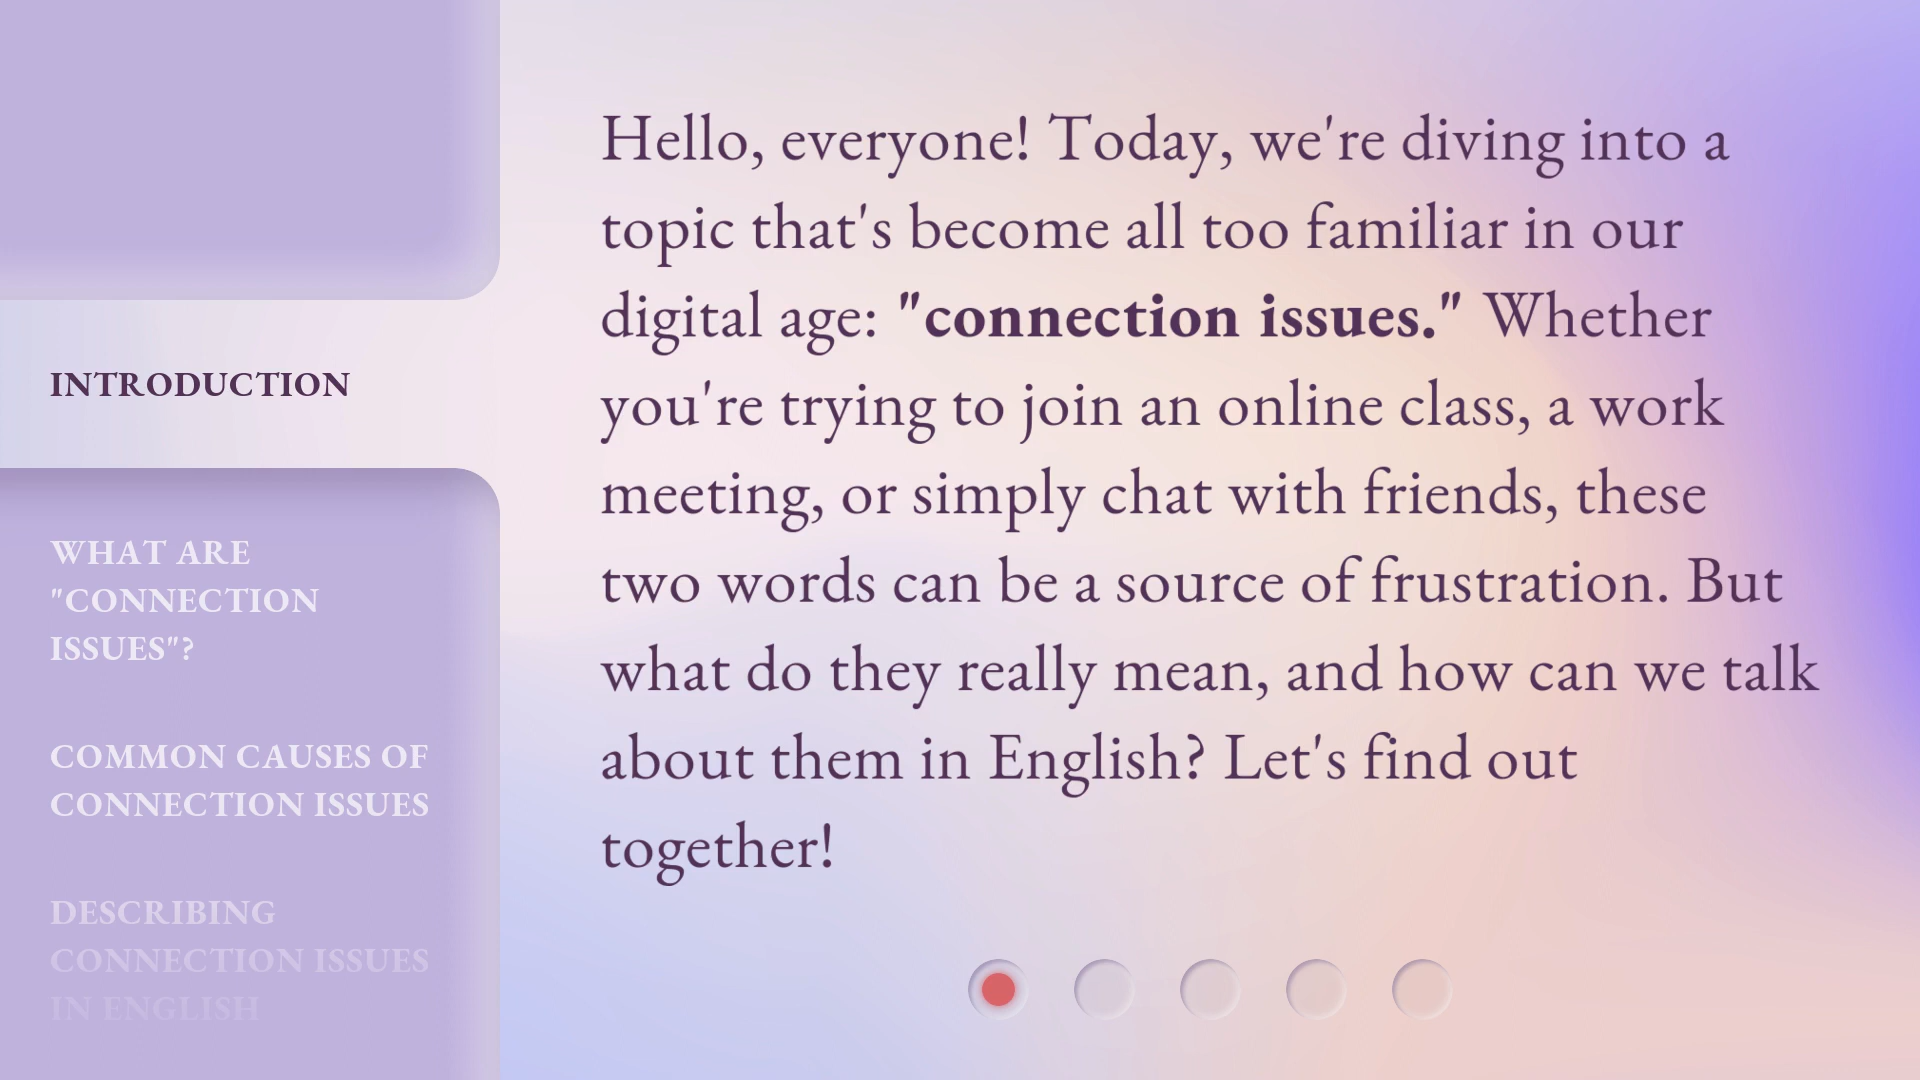 INTRODUCTION
WHAT ARE
"CONNECTION
ISSUES"?
COMMON CAUSES OF
CONNECTION ISSUES
DESCRIBING
CONNECTION ISSUES
IN ENGLISH
Hello, everyone! Today, we're diving into a
topic that's become all too familiar in our
digital age: "connection issues." Whether
you're trying to join an online class, a work
meeting, or simply chat with friends, these
two words can be a source of frustration. But
what do they really mean, and how can we talk
about them in English? Let's find out
together!